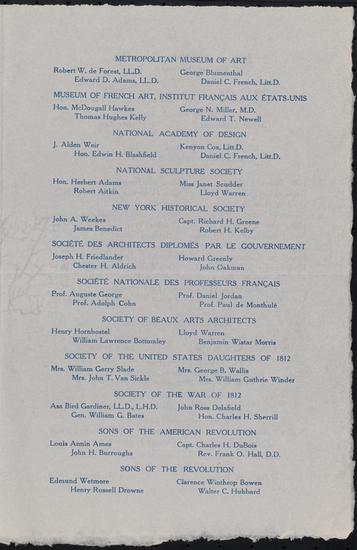 METROPOLITAN MUSEUM OF ART
Robert W. de Forest, LL.D. George Blumenthal
Edward D. Adams, LL.D. Daniel C. French, Litt.D.
MUSEUM OF FRENCH ART, INSTITUT FRANÇAIS AUX ÉTATS-UNIS
Hon. McDougall Hawkes George N. Miller, M.D.
Thomas Hughes Kelly Edward T. Newell
NATIONAL ACADEMY OF DESIGN
J. Alden Weir Kenyon Cox, Litt.D.
Hon. Edwin H. Blashfield Daniel C. French, Litt.D.
NATIONAL SCULPTURE SOCIETY
Hon. Herbert Adams Miss Janet Scudder
Robert Aitkin Lloyd Warren
NEW YORK HISTORICAL SOCIETY
John A. Weekes Capt. Richard H. Greene
James Benedict Robert H. Kelby
SOCIÉTÉ DES ARCHITECTS DIPLOMÉS PAR LE GOUVERNEMENT
Joseph H. Friedlander Howard Greenly
Chester H. Aldrich John Oakman
SOCIÉTÉ NATIONALE DES PROFESSEURS FRANÇAIS
Prof. Auguste George Prof. Daniel Jordan
Prof. Adolph Cohn Prof. Paul de Monthulé
SOCIETY OF BEAUX ARTS ARCHITECTS
Henry Hornbostel Lloyd Warren
William Lawrence Bottomley Benjamin Wistar Morris
SOCIETY OF THE UNITED STATES DAUGHTERS OF 1812
Mrs. William Gerry Slade Mrs. George B. Wallis
Mrs. John T. Van Sickle Mrs. William Guthrie Winder
SOCIETY OF THE WAR OF 1812
Asa Bird Gardiner, LL.D., L.H.D. John Ross Delafield
Gen. William G. Bates Hon. Charles H. Sherrill
SONS OF THE AMERICAN REVOLUTION
Louis Annin Ames Capt. Charles H. DuBois
John H. Burroughs Rev. Frank O. Hall, D.D.
SONS OF THE REVOLUTION
Edmund Wetmore Clarence Winthrop Bowen
Henry Russell Drowne Walter C. Hubbard